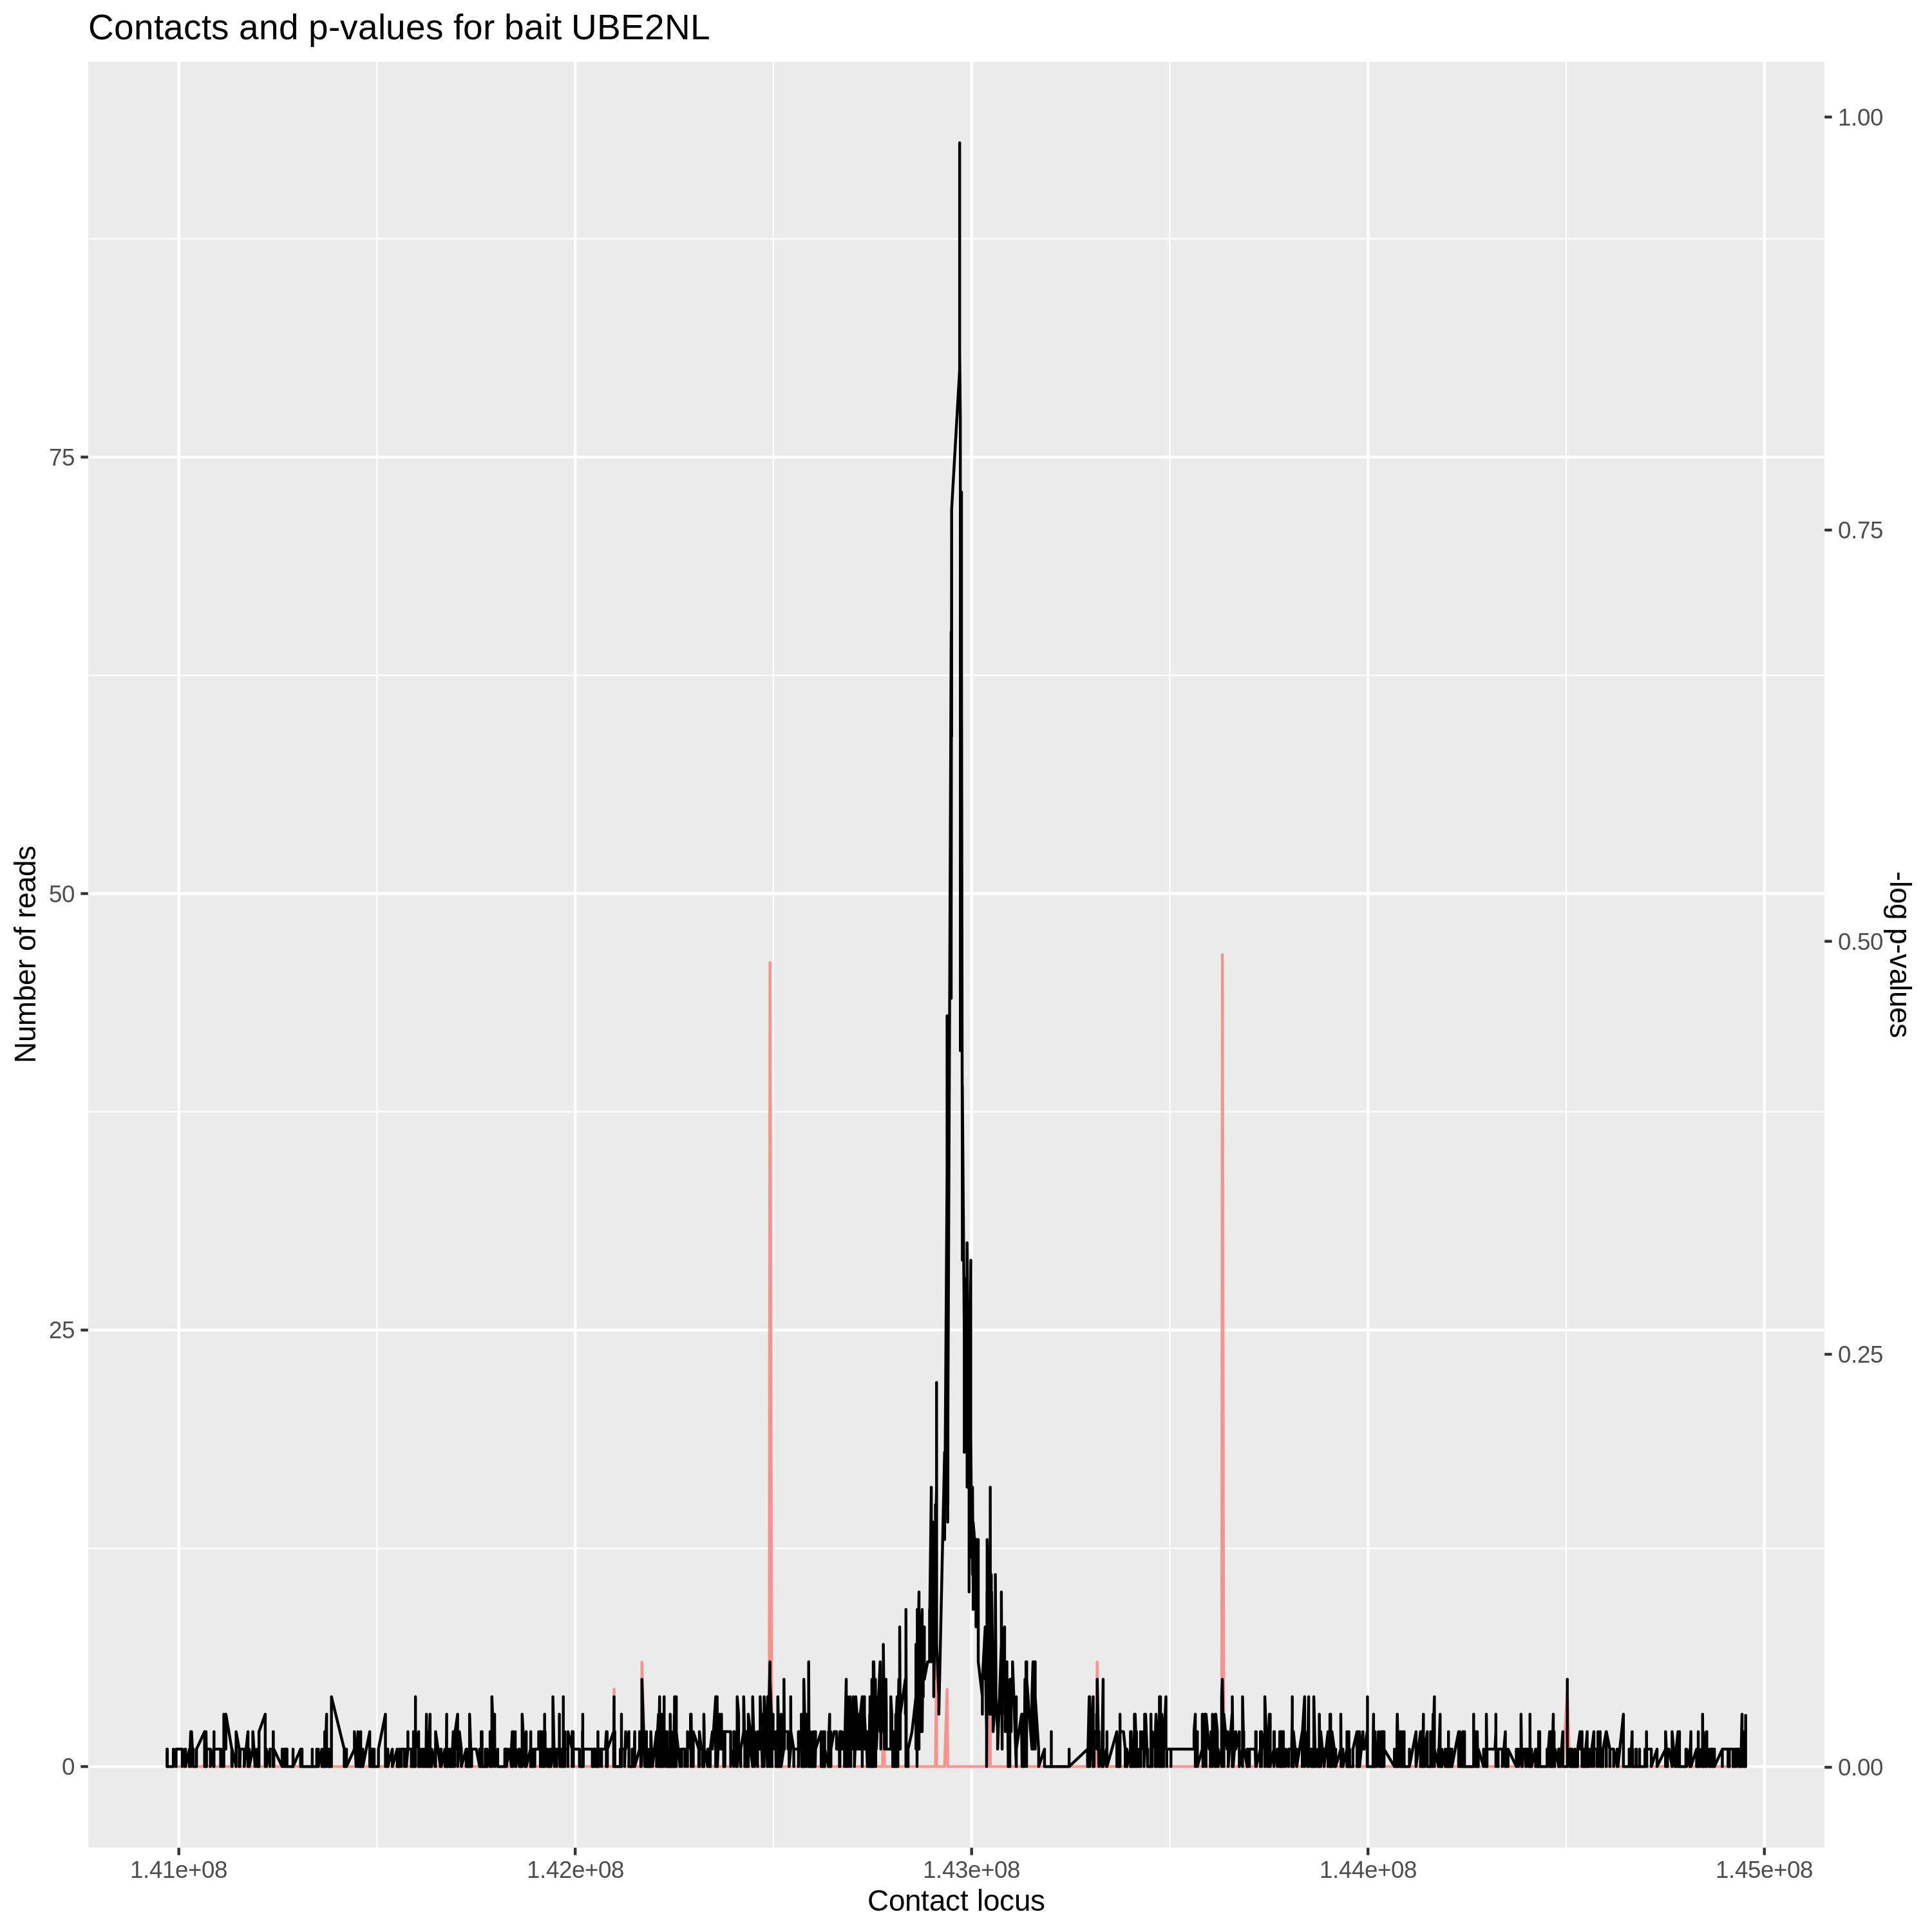 Contacts and p-values for bait UBE2NL
1.00
0.75
0.50
0.25
0.00
75
50
25
0
Number of reads
-log p-values
1.41e+08
1.42e+08
1.43e+08
1.44e+08
1.45e+08
Contact locus